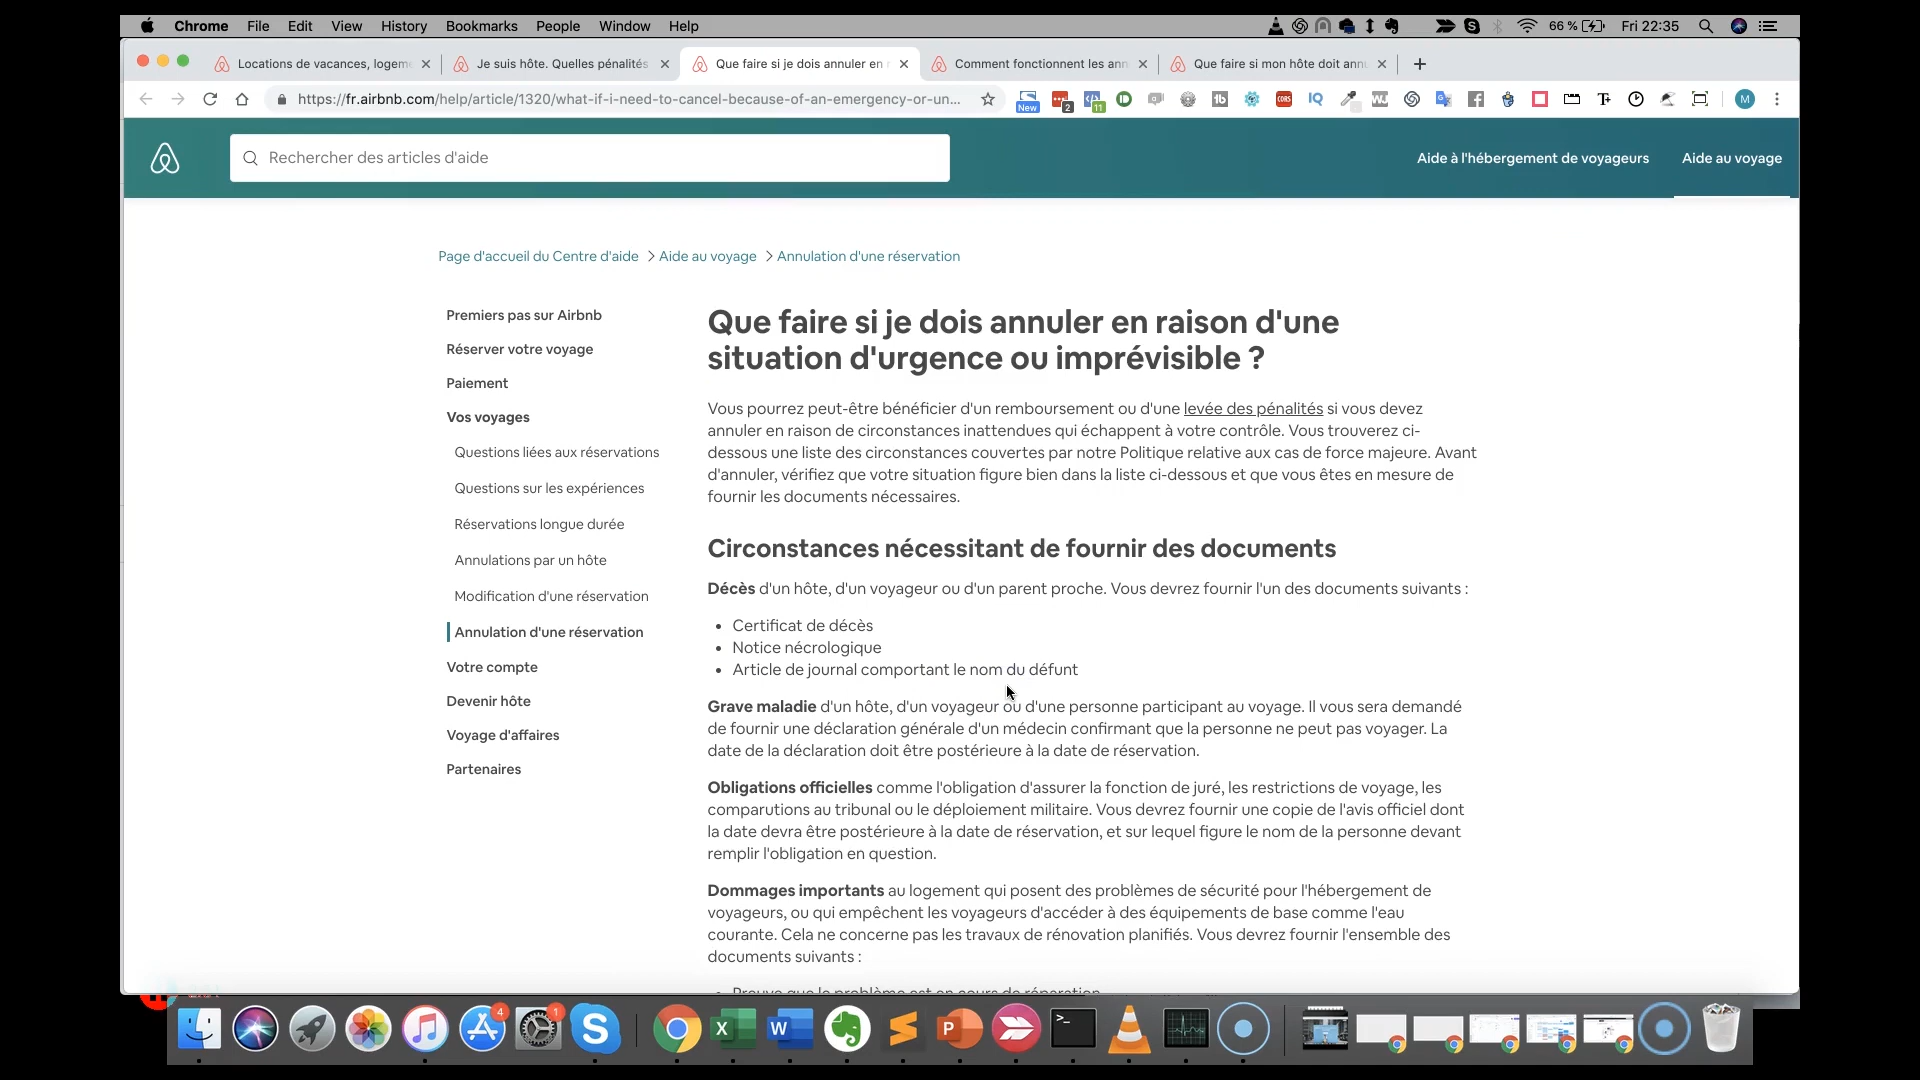 Chrome File Edit View History Bookmarks People Window Help 66 % Fri 22:35
Locations de vacances, logem
Je suis hôte. Quelles pénalités
Que faire si je dois annuler en
Comment fonctionnent les ann
Que faire si mon hôte doit annu
https://fr.airbnb.com/help/article/1320/what-if-i-need-to-cancel-because-of-an-emergency-or-un...
New 2 11 CORS IQ M
Rechercher des articles d'aide
Aide à l'hébergement de voyageurs
Aide au voyage
Page d'accueil du Centre d'aide > Aide au voyage > Annulation d'une réservation
Premiers pas sur Airbnb
Réserver votre voyage
Paiement
Vos voyages
Questions liées aux réservations
Questions sur les expériences
Réservations longue durée
Annulations par un hôte
Modification d'une réservation
Annulation d'une réservation
Votre compte
Devenir hôte
Voyage d'affaires
Partenaires
Que faire si je dois annuler en raison d'une
situation d'urgence ou imprévisible ?
Vous pourrez peut-être bénéficier d'un remboursement ou d'une levée des pénalités si vous devez
annuler en raison de circonstances inattendues qui échappent à votre contrôle. Vous trouverez ci-
dessous une liste des circonstances couvertes par notre Politique relative aux cas de force majeure. Avant
d'annuler, vérifiez que votre situation figure bien dans la liste ci-dessous et que vous êtes en mesure de
fournir les documents nécessaires.
Circonstances nécessitant de fournir des documents
Décès d'un hôte, d'un voyageur ou d'un parent proche. Vous devrez fournir l'un des documents suivants :
• Certificat de décès
• Notice nécrologique
• Article de journal comportant le nom du défunt
Grave maladie d'un hôte, d'un voyageur ou d'une personne participant au voyage. Il vous sera demandé
de fournir une déclaration générale d'un médecin confirmant que la personne ne peut pas voyager. La
date de la déclaration doit être postérieure à la date de réservation.
Obligations officielles comme l'obligation d'assurer la fonction de juré, les restrictions de voyage, les
comparutions au tribunal ou le déploiement militaire. Vous devrez fournir une copie de l'avis officiel dont
la date devra être postérieure à la date de réservation, et sur lequel figure le nom de la personne devant
remplir l'obligation en question.
Dommages importants au logement qui posent des problèmes de sécurité pour l'hébergement de
voyageurs, ou qui empêchent les voyageurs d'accéder à des équipements de base comme l'eau
courante. Cela ne concerne pas les travaux de rénovation planifiés. Vous devrez fournir l'ensemble des
documents suivants :
• Preuve que le problème est en cours de réparation
4 1